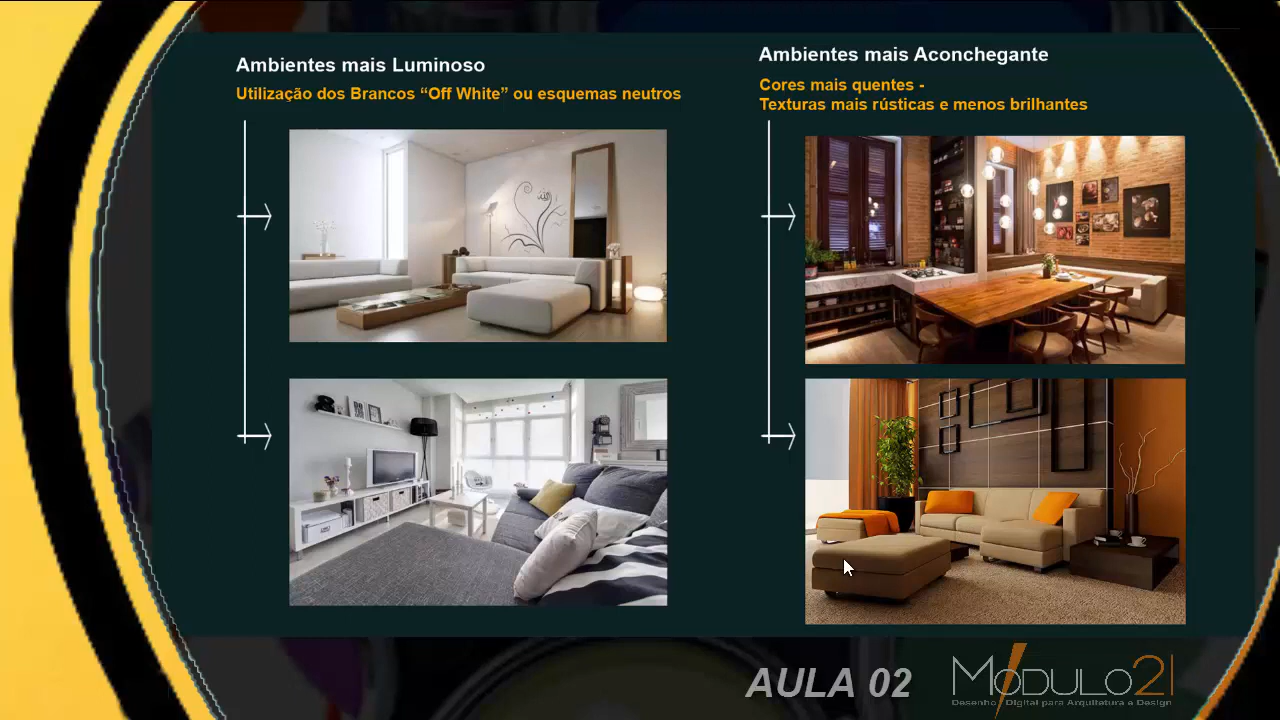 Ambientes mais Luminoso
Utilização dos Brancos “Off White” ou esquemas neutros
Ambientes mais Aconchegante
Cores mais quentes -
Texturas mais rústicas e menos brilhantes
AULA 02
MÓDULO21
Desenho Digital para Arquitetura e Design